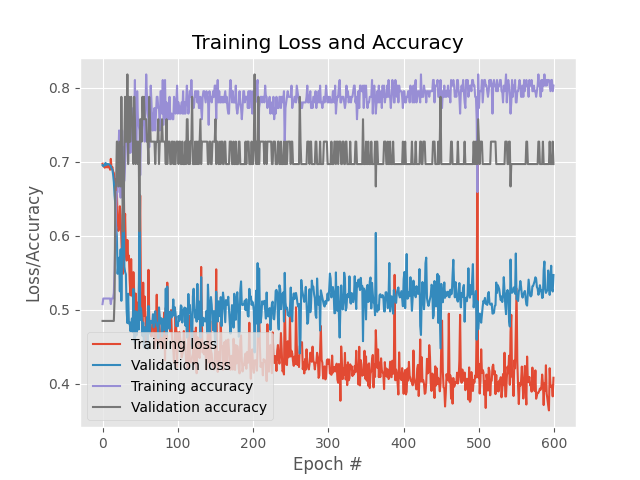 Training Loss and Accuracy
0.8
0.7
0.6
0.5
0.4
Loss/Accuracy
Training loss
Validation loss
Training accuracy
Validation accuracy
0 100 200 300 400 500 600
Epoch #